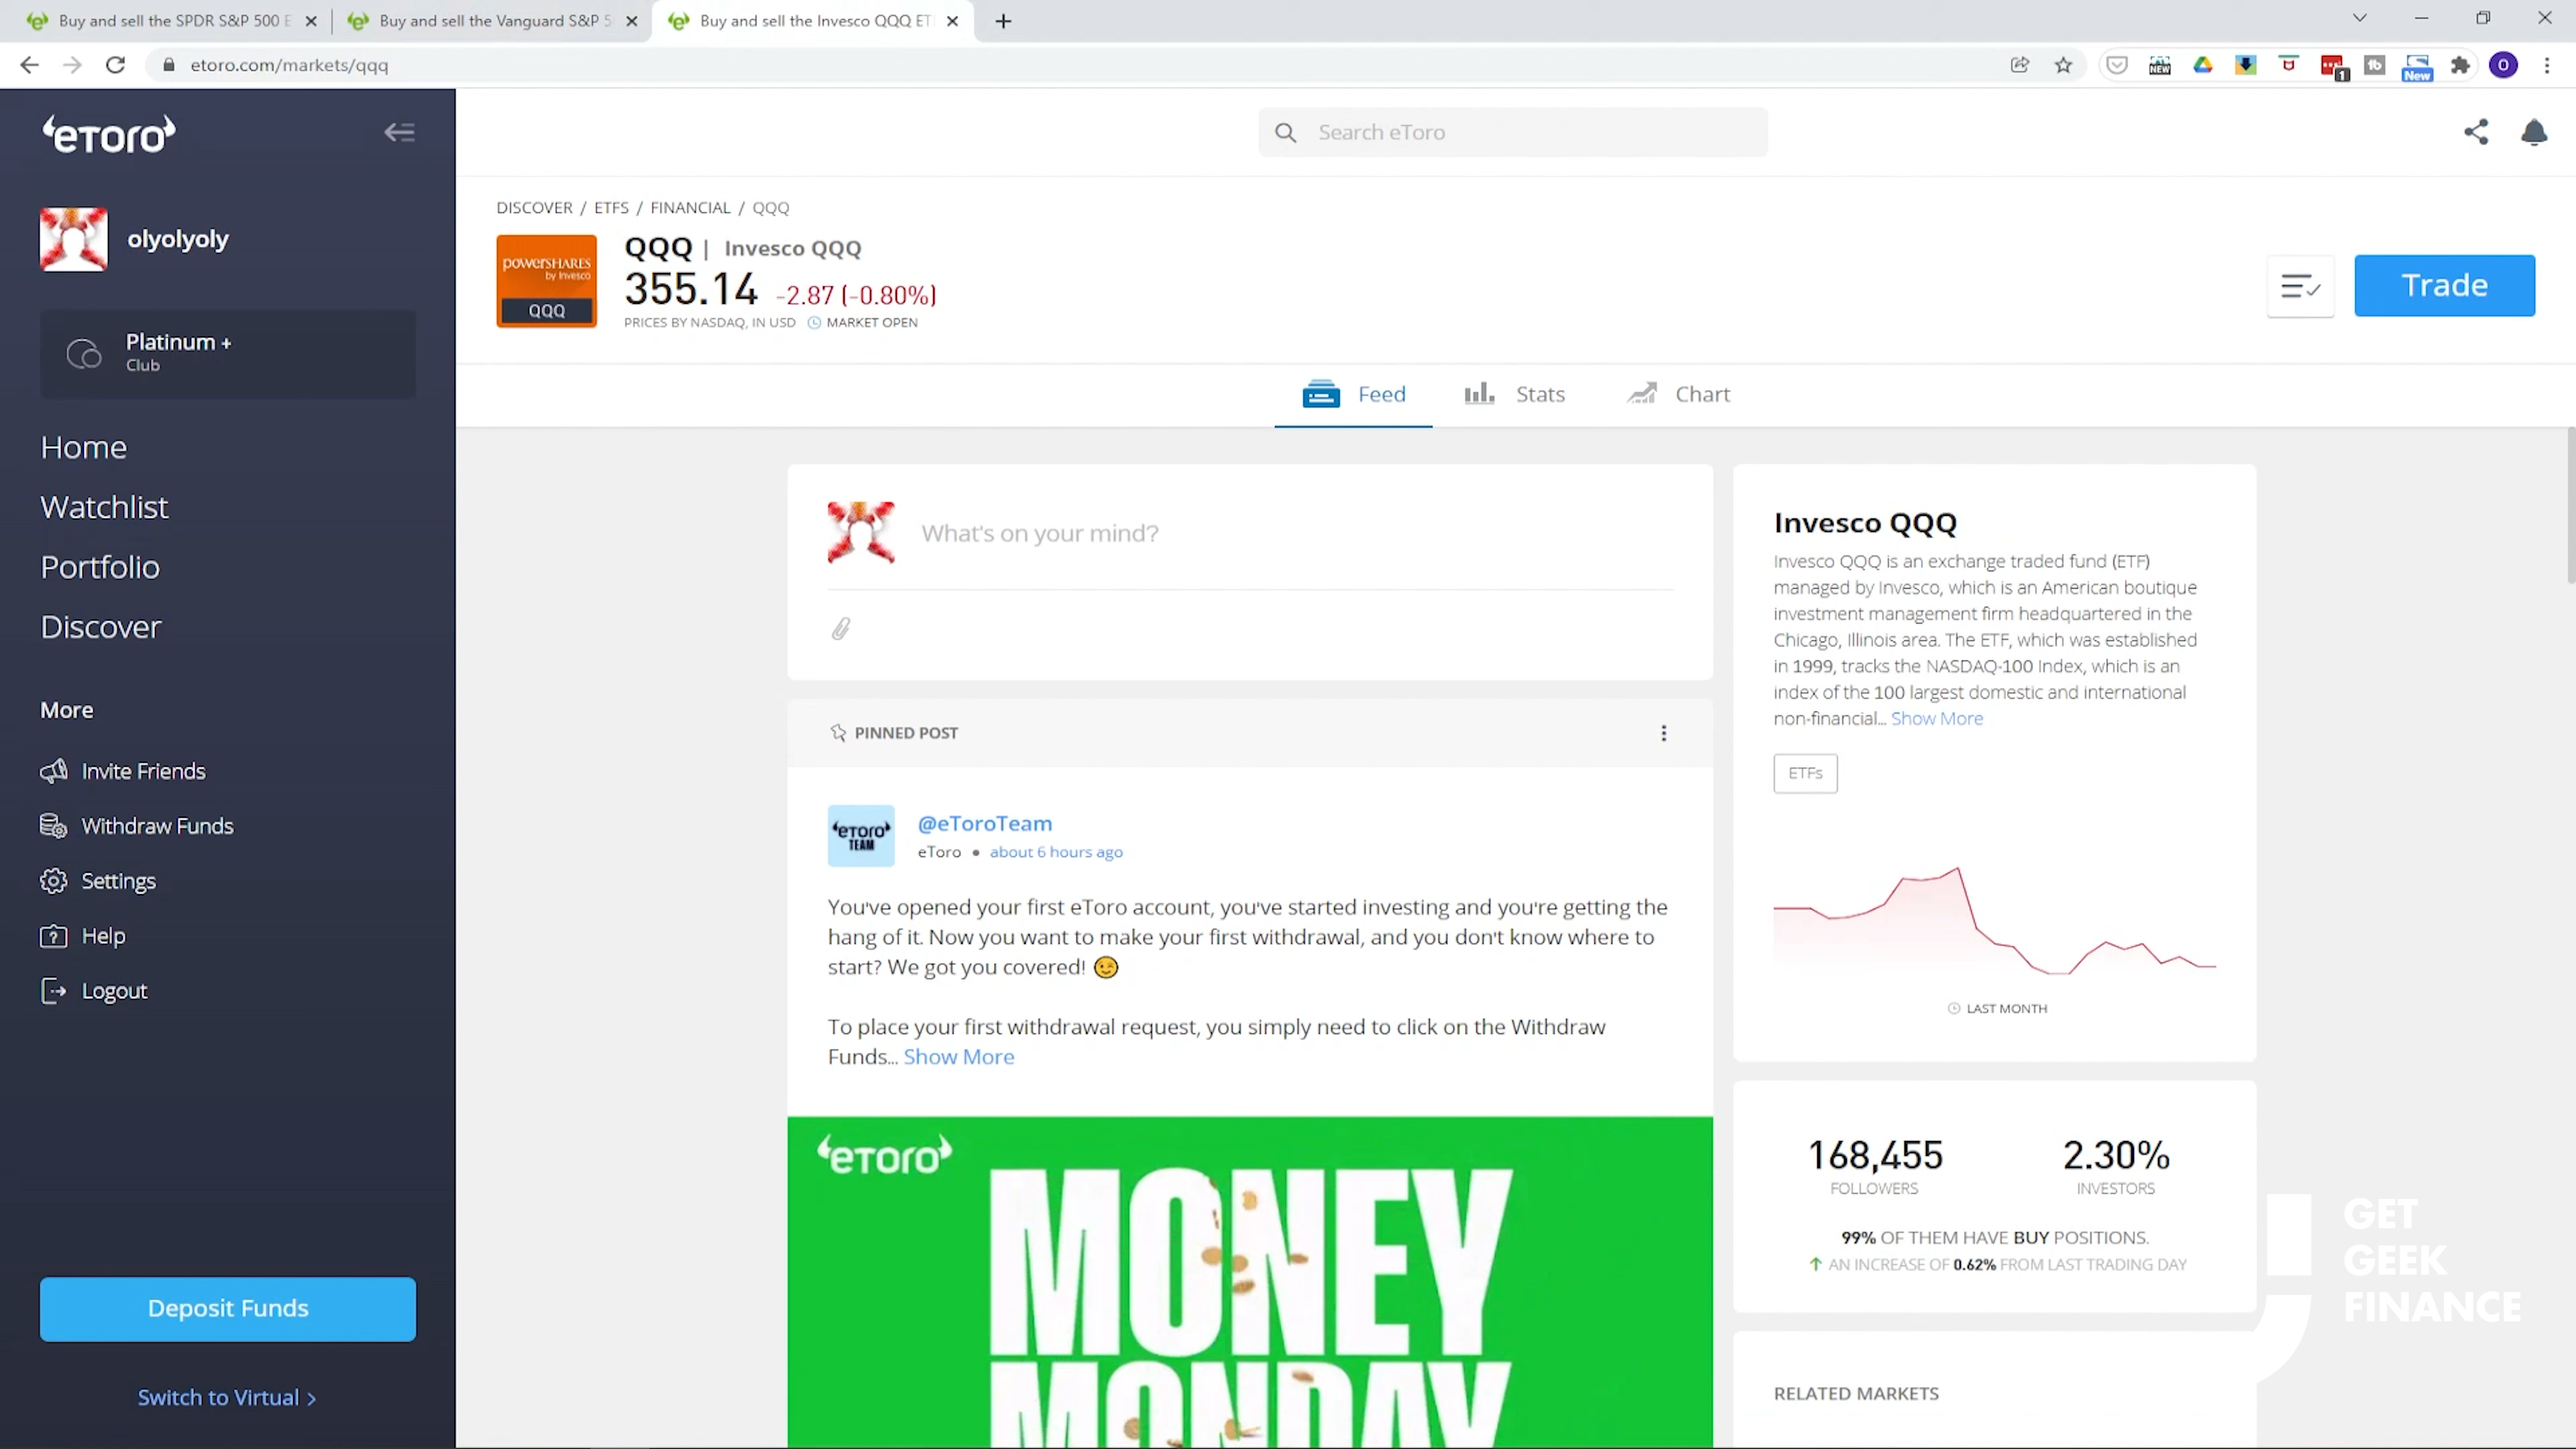 Buy and sell the SPDR S&P 500 E
Buy and sell the Vanguard S&P 5
Buy and sell the Invesco QQQ ET
etoro.com/markets/qqq
NEW
1
tb
New
O
eToro
Search eToro
olyolyoly
Platinum +
Club
Home
Watchlist
Portfolio
Discover
More
Invite Friends
Withdraw Funds
Settings
Help
Logout
Deposit Funds
Switch to Virtual >
DISCOVER / ETFS / FINANCIAL / QQQ
powerSHARES
by Invesco
QQQ
QQQ | Invesco QQQ
355.14 -2.87 (-0.80%)
PRICES BY NASDAQ, IN USD MARKET OPEN
Trade
Feed
Stats
Chart
What's on your mind?
PINNED POST
eToro
TEAM
@eToroTeam
eToro • about 6 hours ago
You've opened your first eToro account, you've started investing and you're getting the
hang of it. Now you want to make your first withdrawal, and you don't know where to
start? We got you covered! 😉
To place your first withdrawal request, you simply need to click on the Withdraw
Funds... Show More
eToro
MONEY
MONDAY
Invesco QQQ
Invesco QQQ is an exchange traded fund (ETF)
managed by Invesco, which is an American boutique
investment management firm headquartered in the
Chicago, Illinois area. The ETF, which was established
in 1999, tracks the NASDAQ-100 Index, which is an
index of the 100 largest domestic and international
non-financial... Show More
ETFs
LAST MONTH
168,455
FOLLOWERS
2.30%
INVESTORS
99% OF THEM HAVE BUY POSITIONS.
AN INCREASE OF 0.62% FROM LAST TRADING DAY
RELATED MARKETS
GET
GEEK
FINANCE